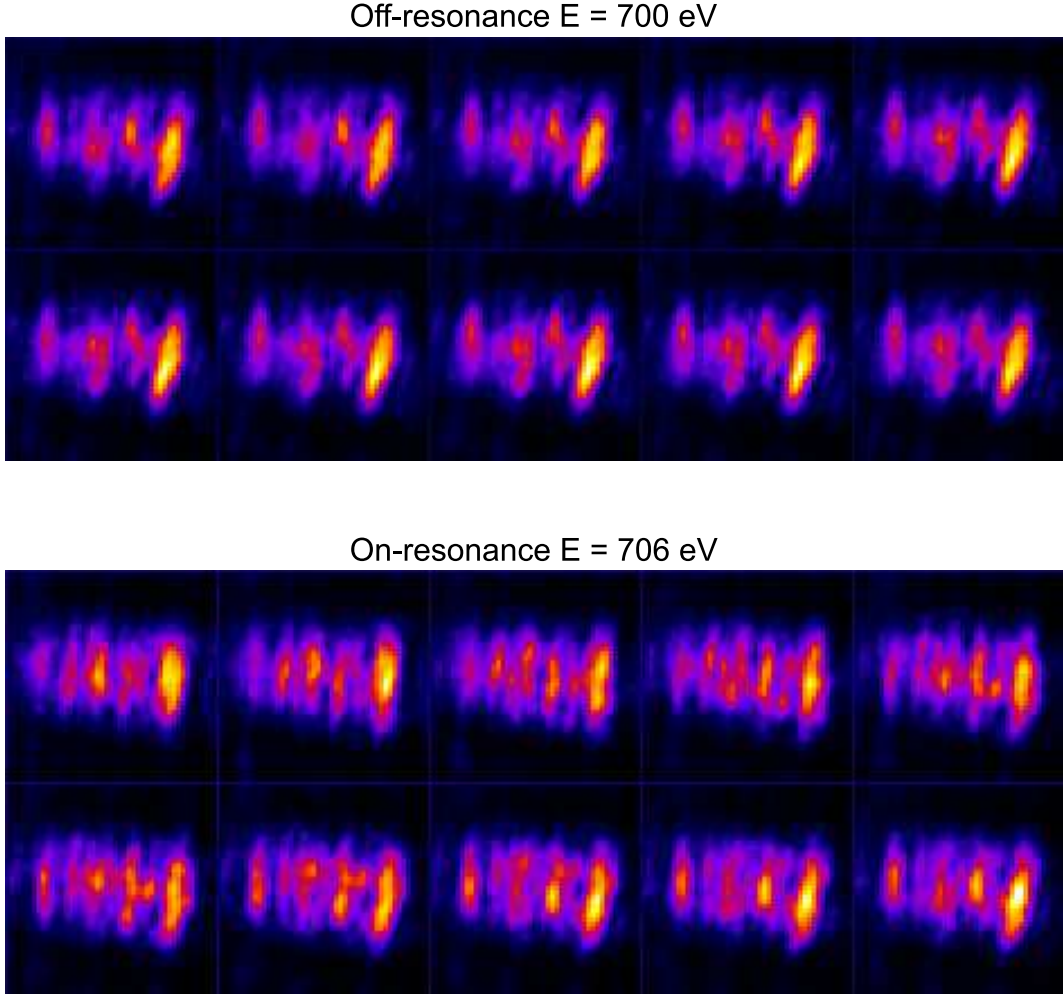 Off-resonance E = 700 eV
On-resonance E = 706 eV